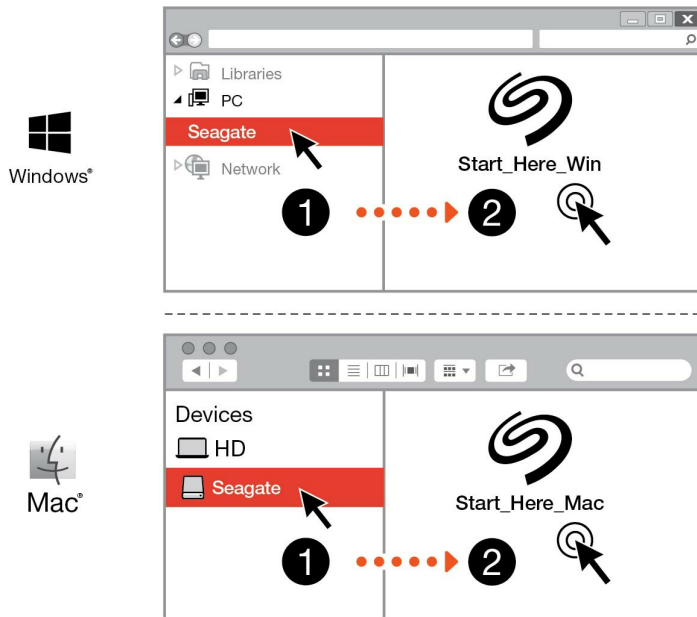 Libraries
PC
Seagate
Network
1
2
Start_Here_Win
Windows®
Devices
HD
Seagate
1
2
Start_Here_Mac
Mac®